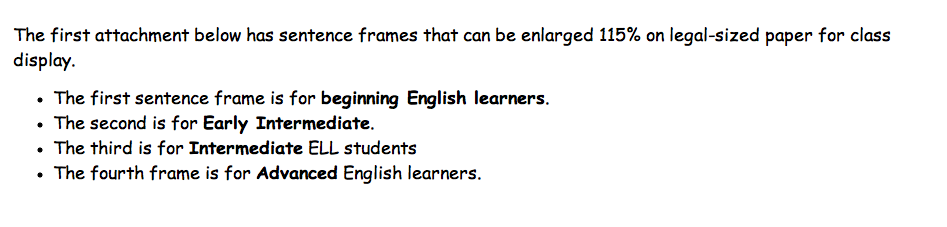 The first attachment below has sentence frames that can be enlarged 115% on legal-sized paper for class
display.
• The first sentence frame is for beginning English learners.
• The second is for Early Intermediate.
• The third is for Intermediate ELL students
• The fourth frame is for Advanced English learners.